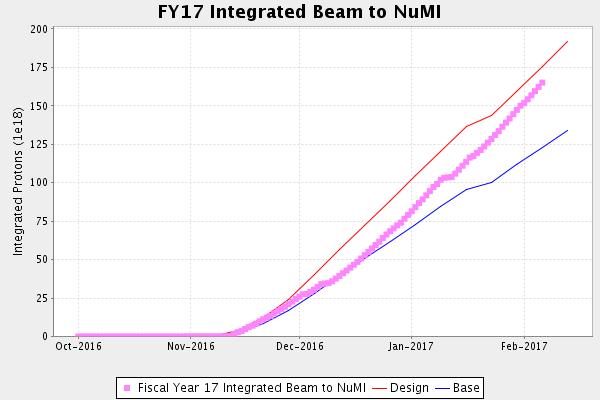 FY17 Integrated Beam to NuMI
Integrated Protons (1e18)
200
175
150
125
100
75
50
25
0
Oct-2016 Nov-2016 Dec-2016 Jan-2017 Feb-2017
Fiscal Year 17 Integrated Beam to NuMI Design Base